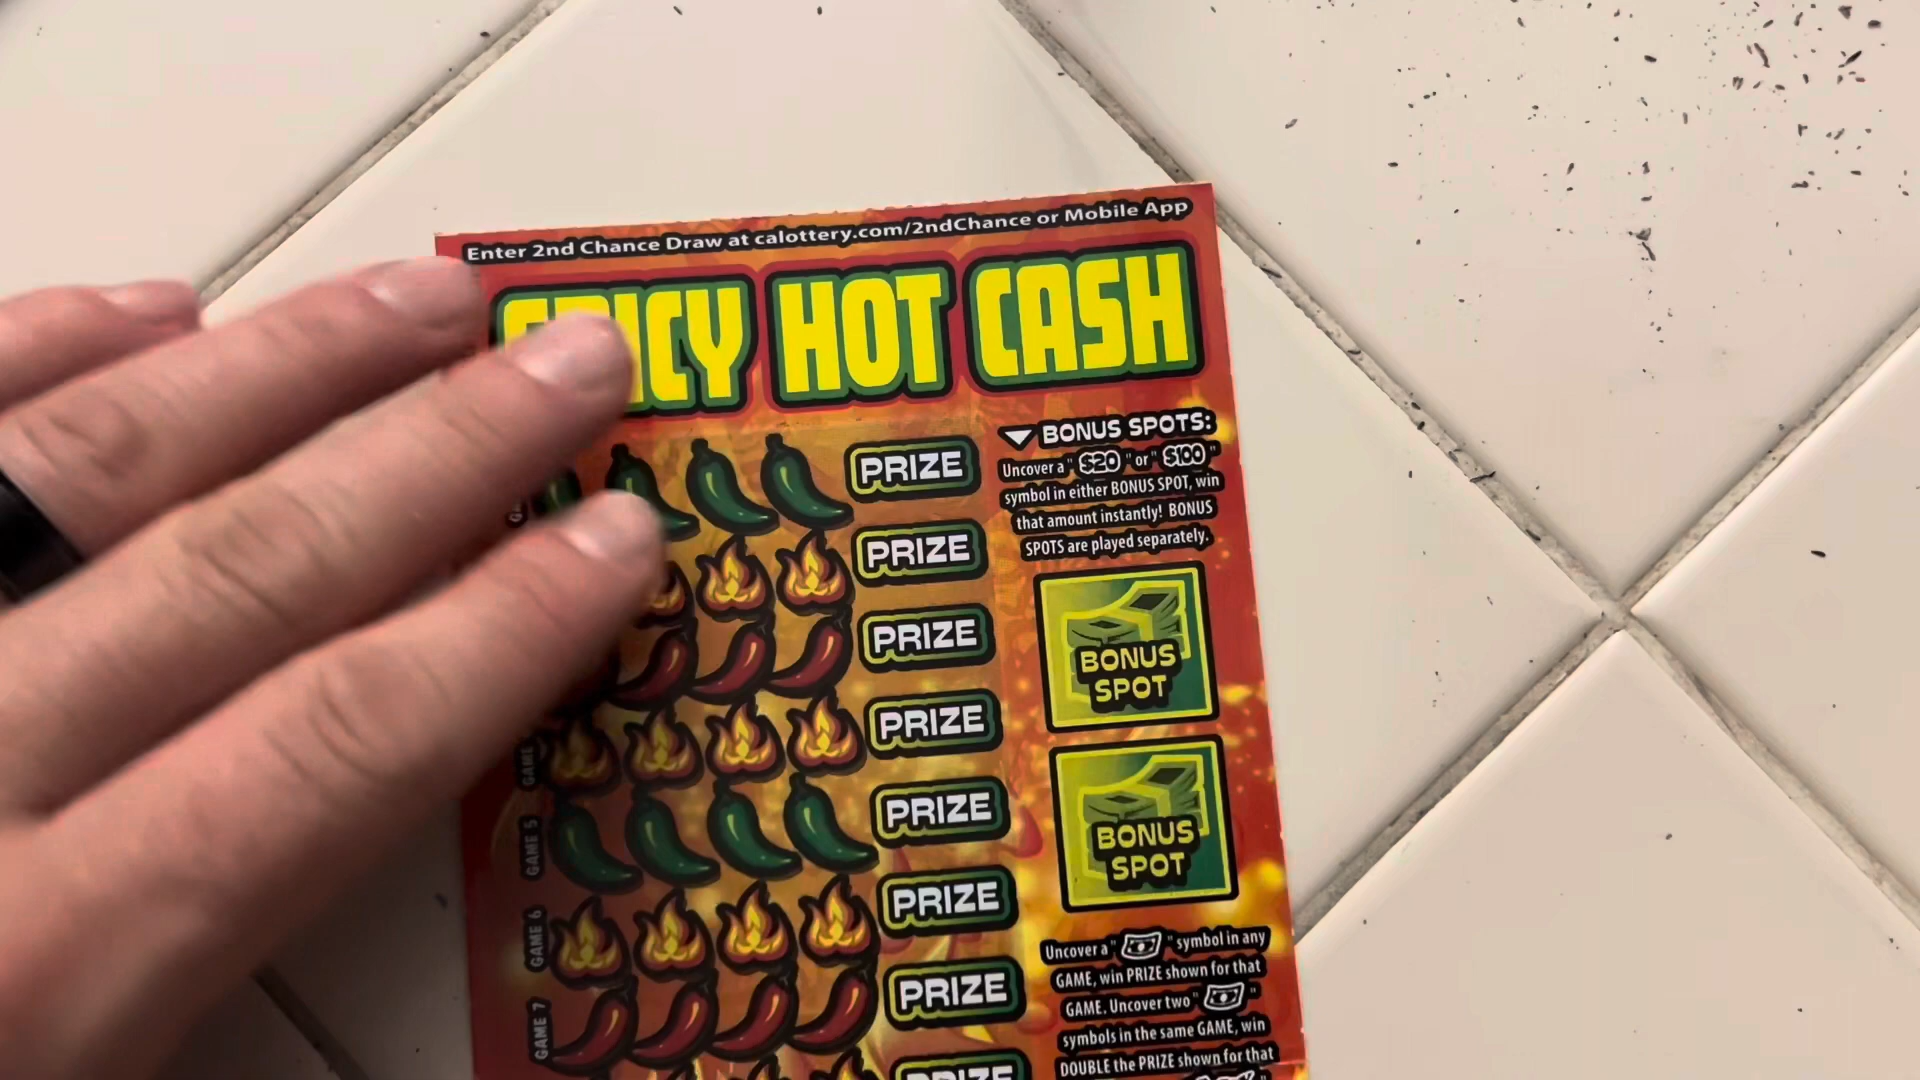 Enter 2nd Chance Draw at calottery.com/2ndChance or Mobile App
SPICY HOT CASH
BONUS SPOTS:
Uncover a "$20" or "$100"
symbol in either BONUS SPOT, win
that amount instantly! BONUS
SPOTS are played separately.
PRIZE
PRIZE
PRIZE
PRIZE
GAME 5
PRIZE
GAME 6
PRIZE
GAME 7
PRIZE
PRIZE
BONUS
SPOT
BONUS
SPOT
Uncover a " " symbol in any
GAME, win PRIZE shown for that
GAME. Uncover two " "
symbols in the same GAME, win
DOUBLE the PRIZE shown for that